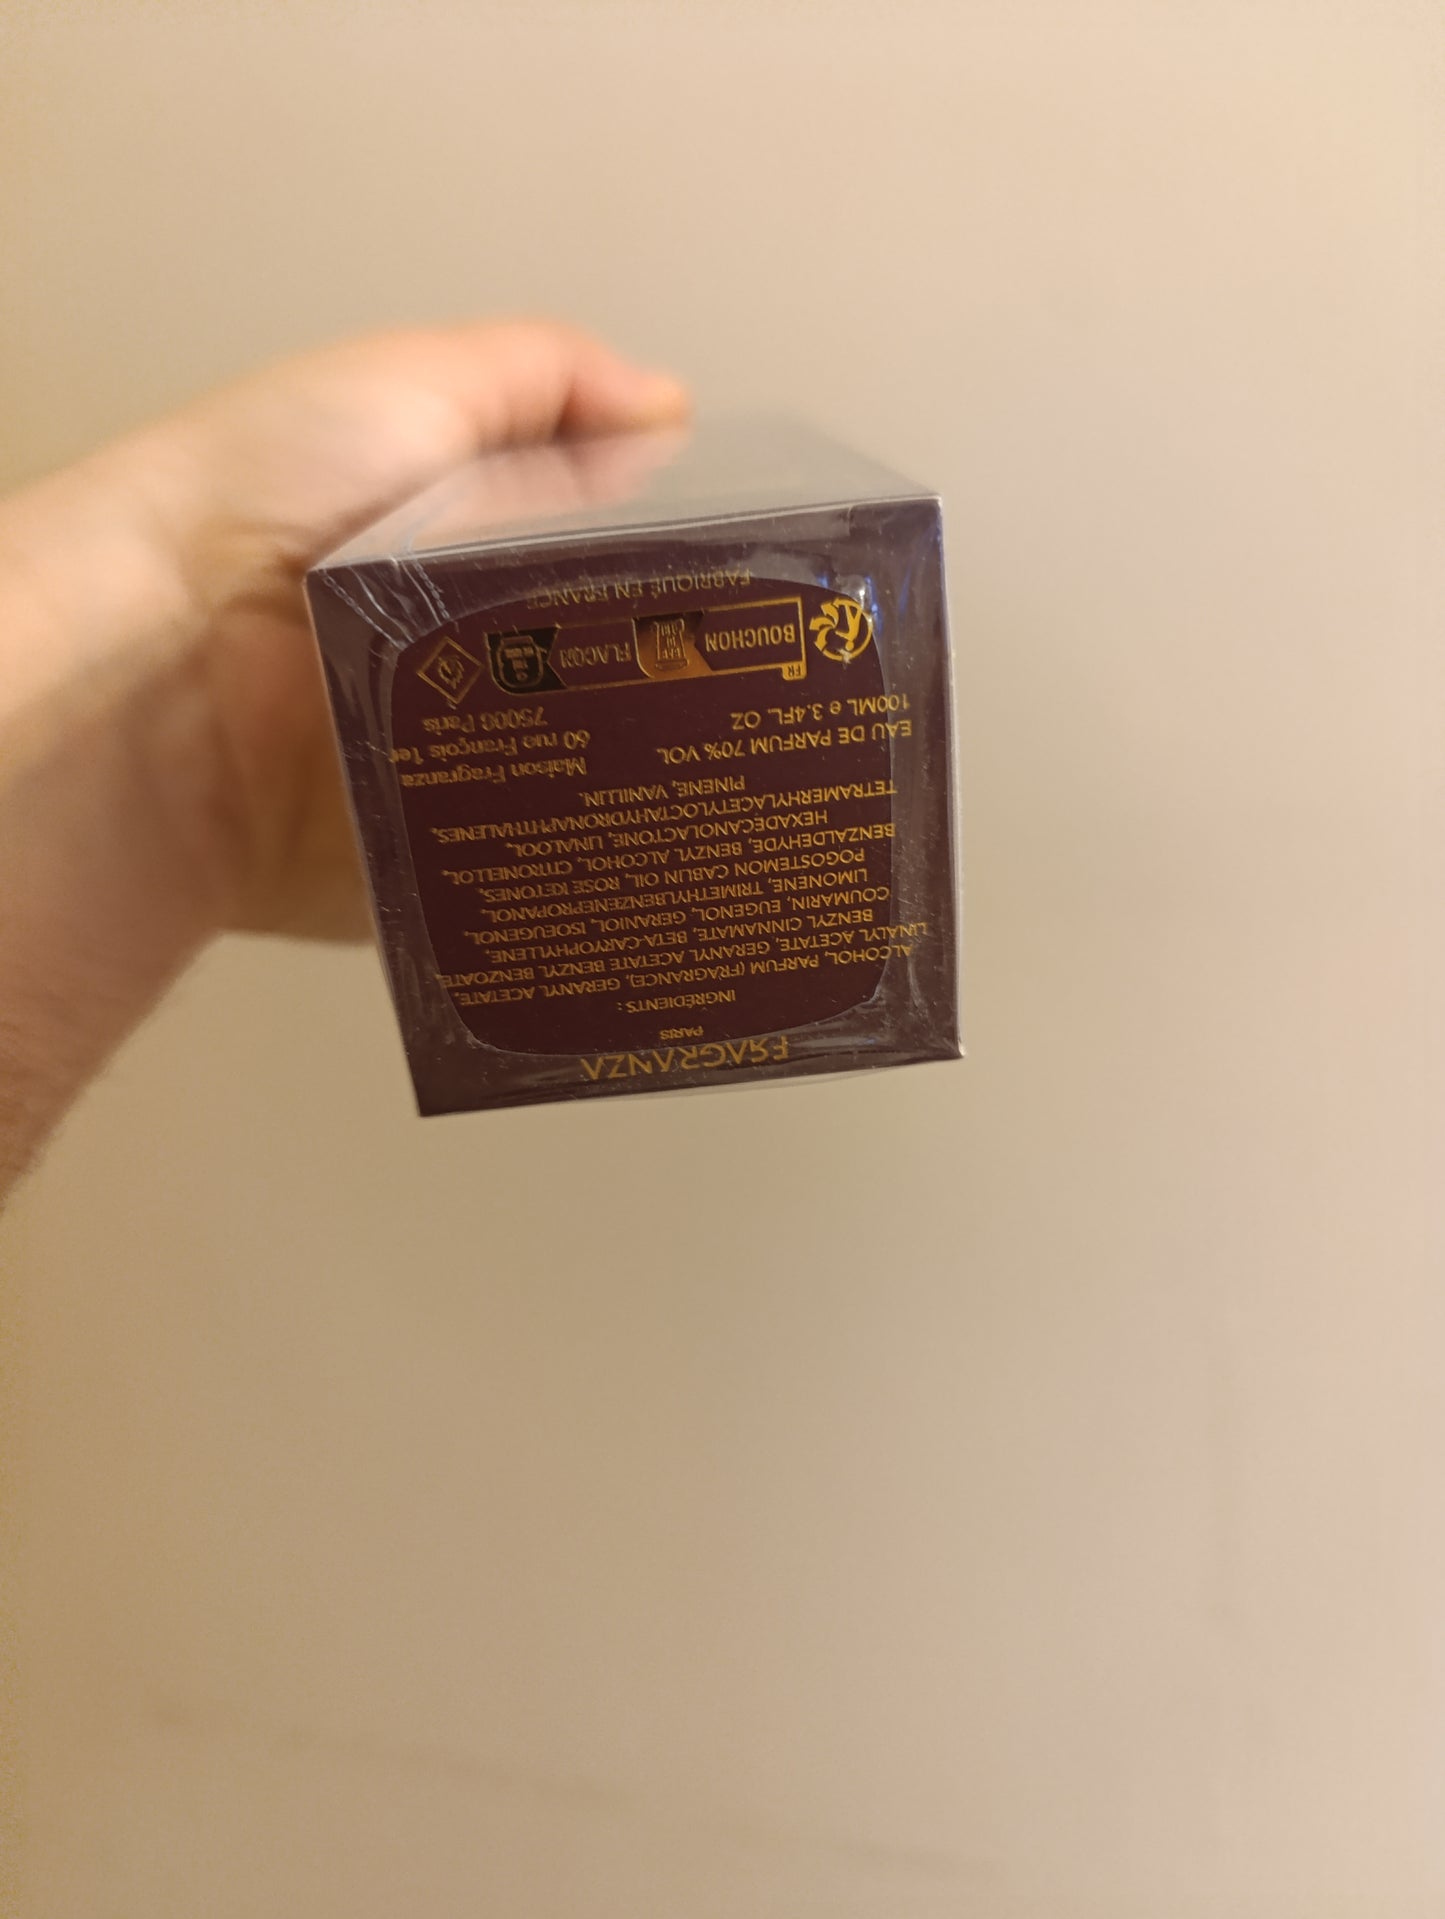 FRAGRANZA
PARIS
INGRÉDIENTS :
ALCOHOL, PARFUM (FRAGRANCE), GERANYL ACETATE,
LINALYL ACETATE, GERANYL ACETATE BENZYL BENZOATE
BENZYL CINNAMATE, BETA-CARYOPHYLLENE,
COUMARIN, EUGENOL, GERANIOL, ISOEUGENOL,
LIMONENE, TRIMETHYLBENZENEPROPANOL,
POGOSTEMON CABLIN OIL, ROSE KETONES,
BENZALDEHYDE, BENZYL ALCOHOL, CITRONELLOL,
HEXADECANOLACTONE, LINALOOL,
TETRAMERHYLACETYLOCTAHYDRONAPHTHALENES,
PINENE, VANILLIN.
EAU DE PARFUM 70% VOL
100ML e 3.4FL. OZ
Maison Fragranza
60 rue François 1er
75008 Paris
FR
BOUCHON
FLACON
FABRIQUÉ EN FRANCE